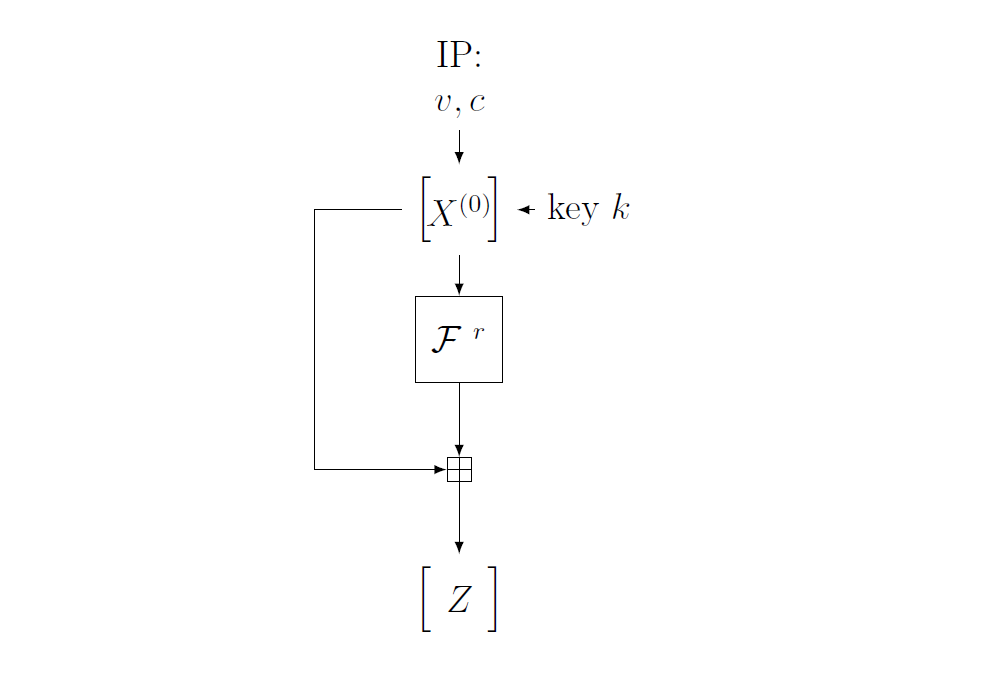 IP:
v, c
[X^(0)] key k
𝓕 ^r
[ Z ]